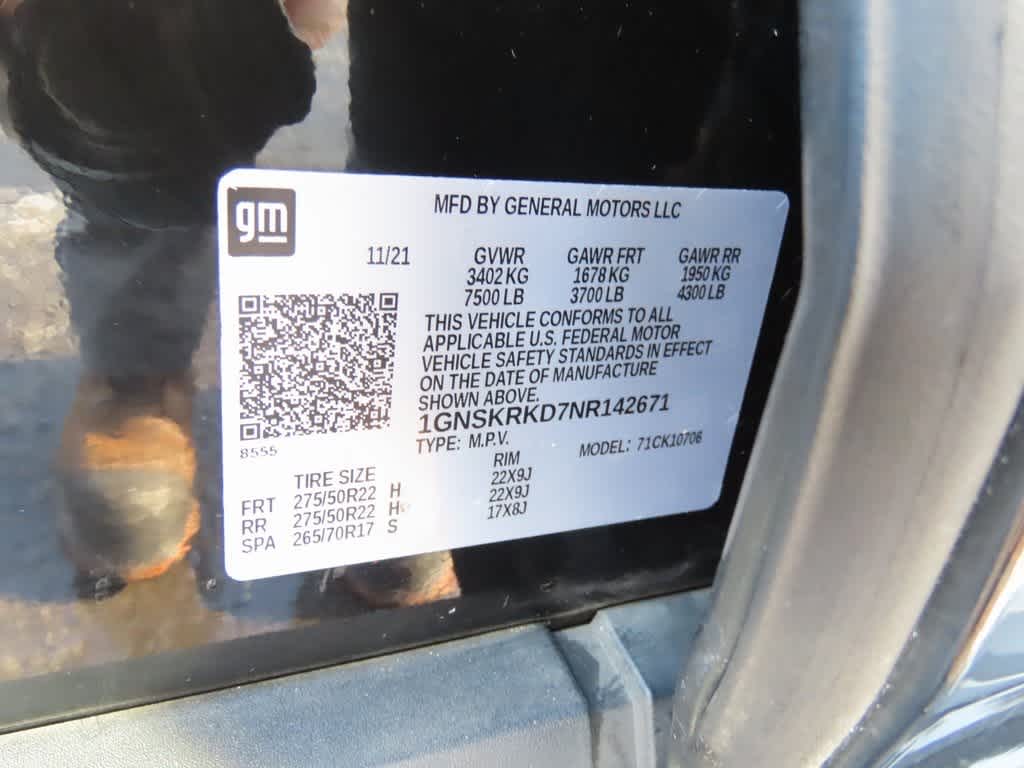 gm
MFD BY GENERAL MOTORS LLC
11/21 GVWR GAWR FRT GAWR RR
3402 KG 1678 KG 1950 KG
7500 LB 3700 LB 4300 LB
THIS VEHICLE CONFORMS TO ALL
APPLICABLE U.S. FEDERAL MOTOR
VEHICLE SAFETY STANDARDS IN EFFECT
ON THE DATE OF MANUFACTURE
SHOWN ABOVE.
1GNSKRKD7NR142671
8555
TYPE: M.P.V. MODEL: 71CK10706
TIRE SIZE RIM
FRT 275/50R22 H 22X9J
RR 275/50R22 H 22X9J
SPA 265/70R17 S 17X8J